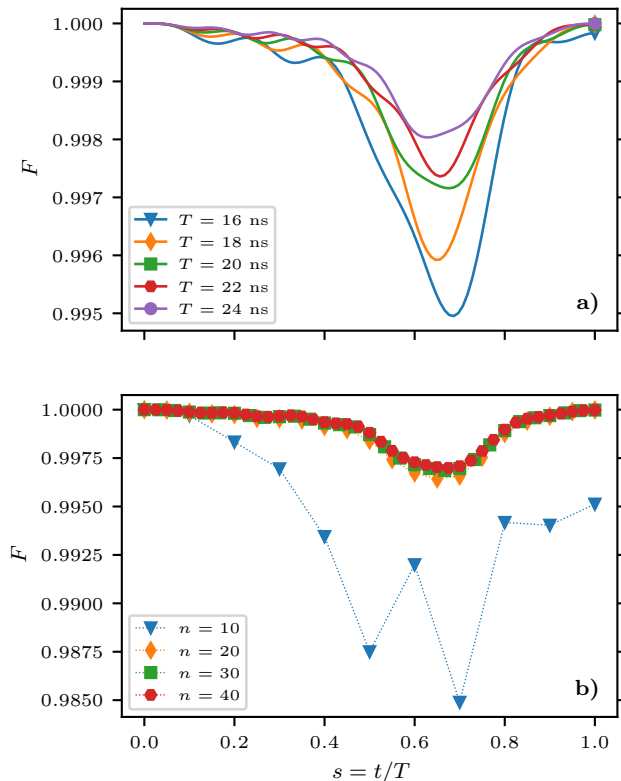 1.000
0.999
0.998
0.997
0.996
0.995
F
T = 16 ns
T = 18 ns
T = 20 ns
T = 22 ns
T = 24 ns
a)
1.0000
0.9975
0.9950
0.9925
0.9900
0.9875
0.9850
F
n = 10
n = 20
n = 30
n = 40
b)
0.0 0.2 0.4 0.6 0.8 1.0
s = t/T